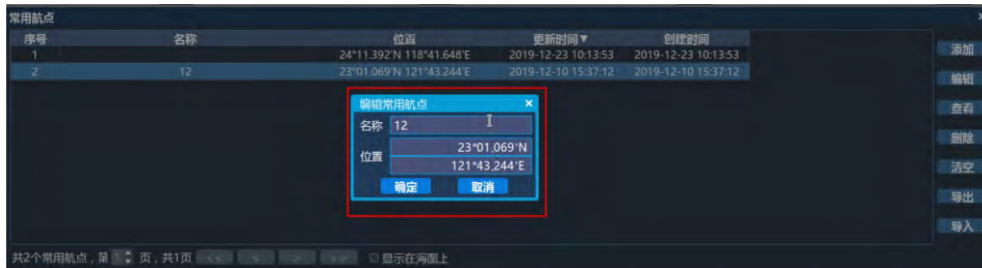 常用航点
序号 名称 位置 更新时间▼ 创建时间
1 24°11.392'N 118°41.648'E 2019-12-23 10:13:53 2019-12-23 10:13:53
2 12 23°01.069'N 121°43.244'E 2019-12-10 15:37:12 2019-12-10 15:37:12
添加
编辑
查看
删除
清空
导出
导入
编辑常用航点 ×
名称 12
位置 23°01.069'N
121°43.244'E
确定 取消
共2个常用航点，第 1 页，共1页 << < > >> 显示在海图上